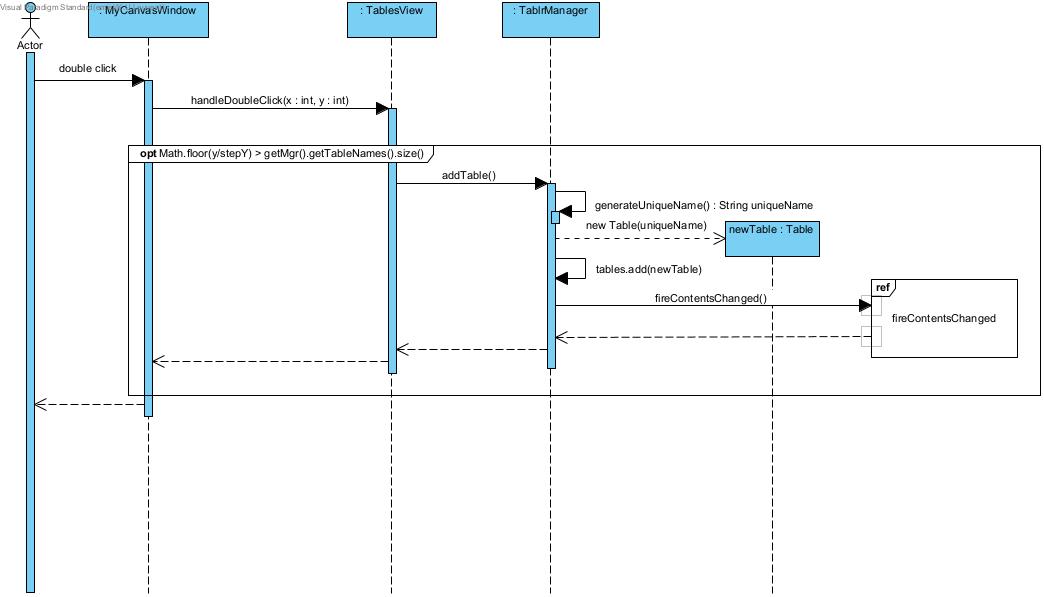 Visual Paradigm Standard
: MyCanvasWindow
: TablesView
: TablrManager
Actor
double click
handleDoubleClick(x : int, y : int)
opt Math.floor(y/stepY) > getMgr().getTableNames().size()
addTable()
generateUniqueName() : String uniqueName
new Table(uniqueName)
newTable : Table
tables.add(newTable)
ref
fireContentsChanged()
fireContentsChanged